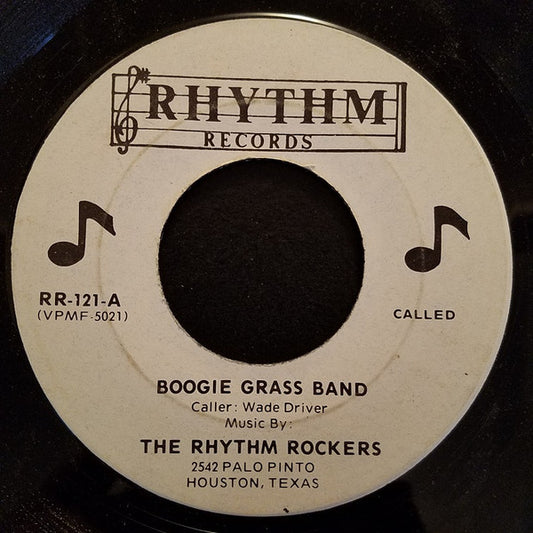 RHYTHM
RECORDS
RR-121-A
(VPMF-5021)
CALLED
BOOGIE GRASS BAND
Caller: Wade Driver
Music By:
THE RHYTHM ROCKERS
2542 PALO PINTO
HOUSTON, TEXAS